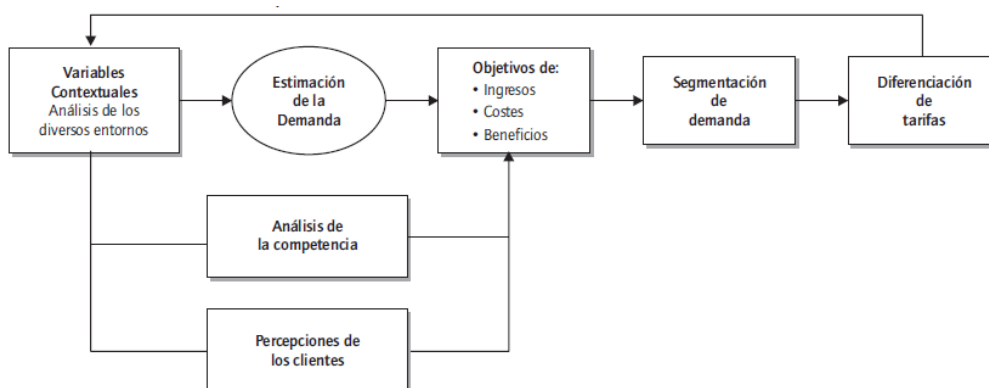 Variables
Contextuales
Análisis de los
diversos entornos
Estimación
de la
Demanda
Objetivos de:
• Ingresos
• Costes
• Beneficios
Segmentación
de
demanda
Diferenciación
de
tarifas
Análisis de
la competencia
Percepciones de
los clientes